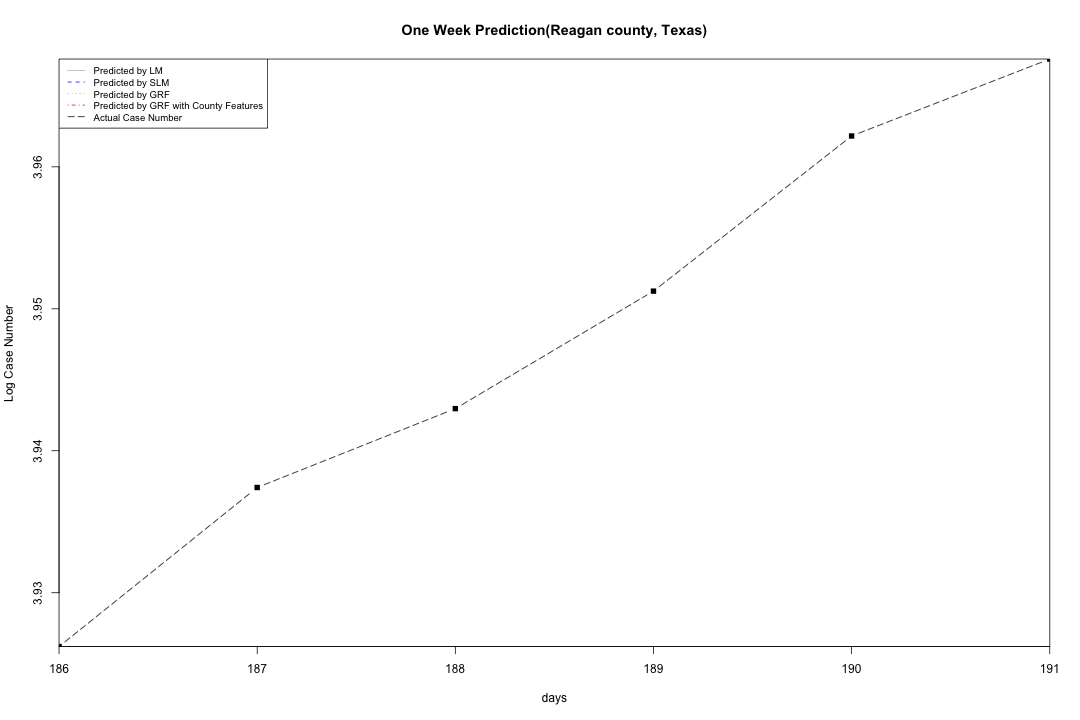 One Week Prediction(Reagan county, Texas)
Predicted by LM
Predicted by SLM
Predicted by GRF
Predicted by GRF with County Features
Actual Case Number
3.96
3.95
3.94
3.93
Log Case Number
186 187 188 189 190 191
days